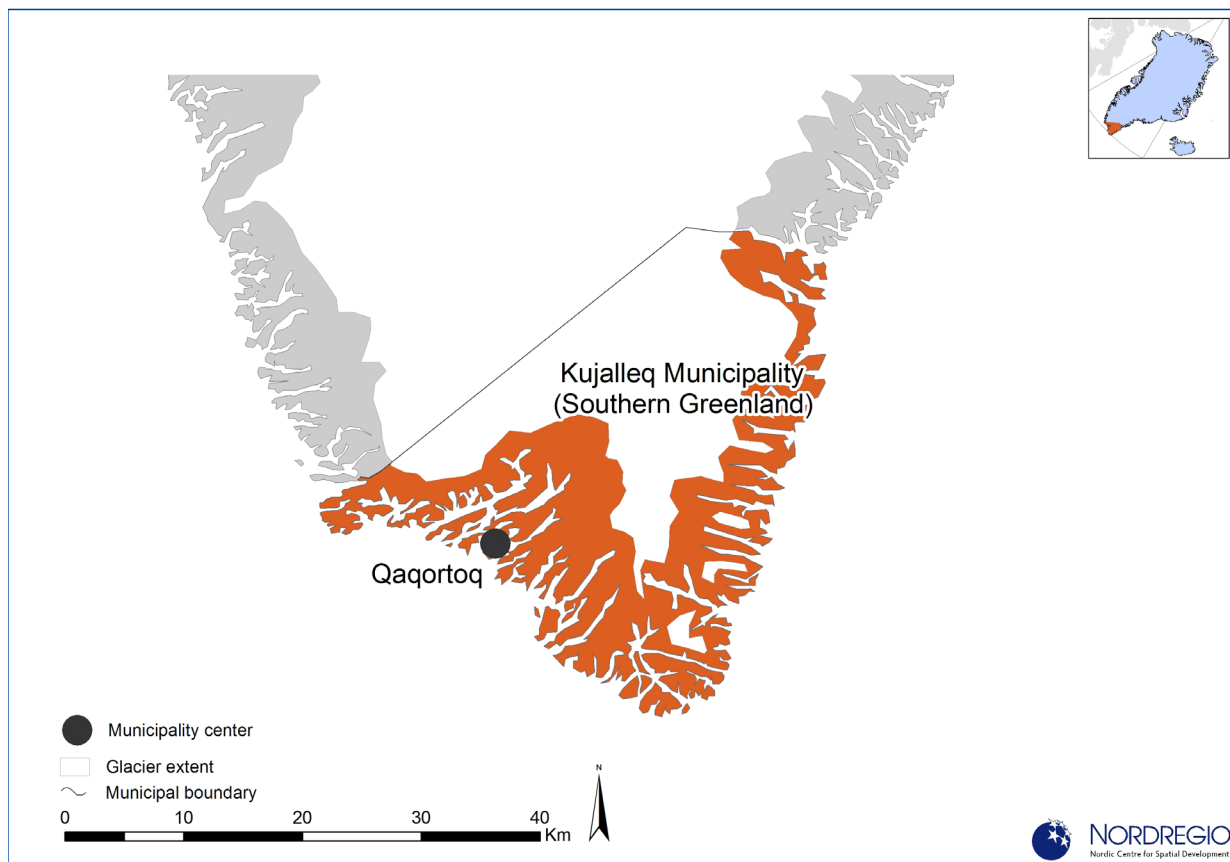 Kujalleq Municipality
(Southern Greenland)
Qaqortoq
Municipality center
Glacier extent
Municipal boundary
0 10 20 30 40
Km
N
NORDREGIO
Nordic Centre for Spatial Development